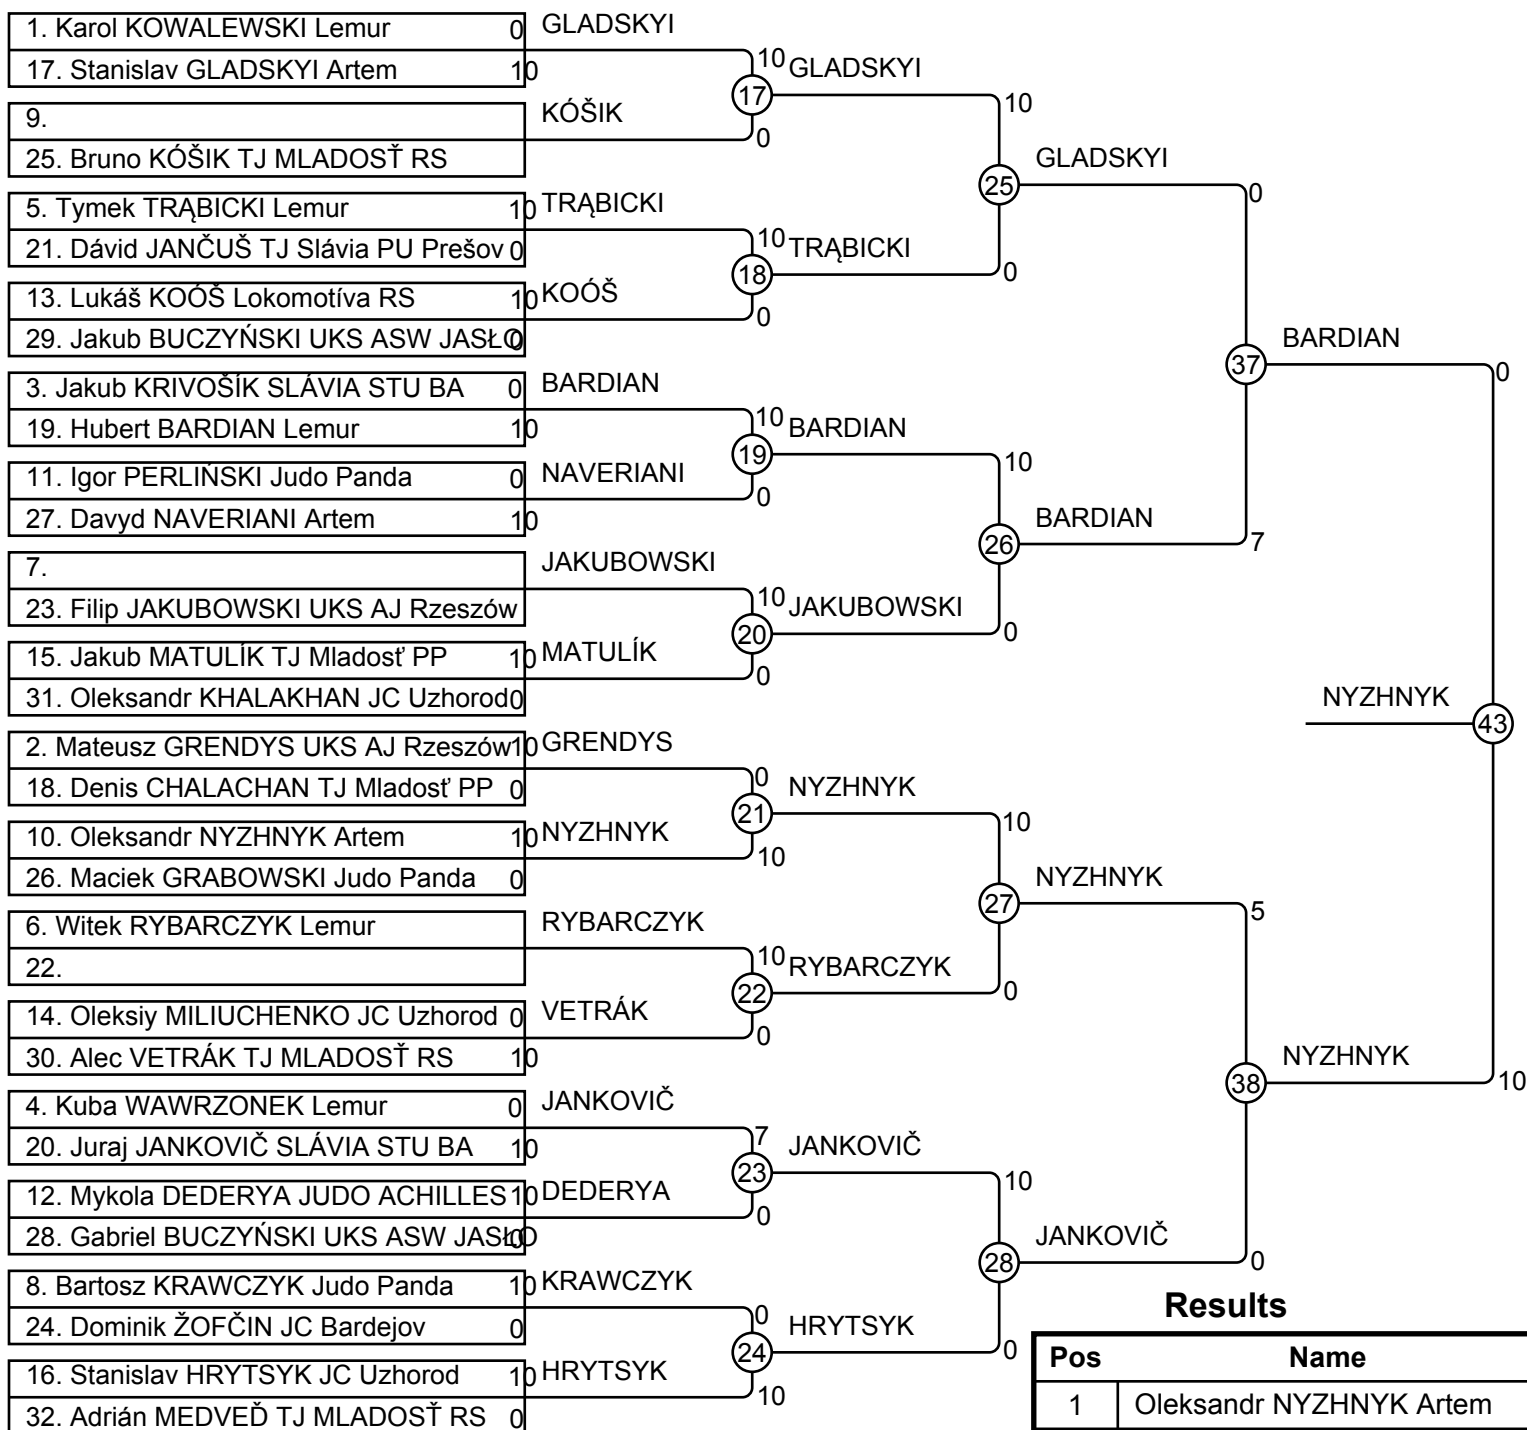 1. Karol KOWALEWSKI Lemur 0
17. Stanislav GLADSKYI Artem 10
9.
25. Bruno KÓŠIK TJ MLADOSŤ RS
5. Tymek TRĄBICKI Lemur 10
21. Dávid JANČUŠ TJ Slávia PU Prešov 0
13. Lukáš KOÓŠ Lokomotíva RS 10
29. Jakub BUCZYŃSKI UKS ASW JASŁO 0
3. Jakub KRIVOŠÍK SLÁVIA STU BA 0
19. Hubert BARDIAN Lemur 10
11. Igor PERLIŃSKI Judo Panda 0
27. Davyd NAVERIANI Artem 10
7.
23. Filip JAKUBOWSKI UKS AJ Rzeszów
15. Jakub MATULÍK TJ Mladosť PP 10
31. Oleksandr KHALAKHAN JC Uzhorod 0
2. Mateusz GRENDYS UKS AJ Rzeszów 10
18. Denis CHALACHAN TJ Mladosť PP 0
10. Oleksandr NYZHNYK Artem 10
26. Maciek GRABOWSKI Judo Panda 0
6. Witek RYBARCZYK Lemur
22.
14. Oleksiy MILIUCHENKO JC Uzhorod 0
30. Alec VETRÁK TJ MLADOSŤ RS 10
4. Kuba WAWRZONEK Lemur 0
20. Juraj JANKOVIČ SLÁVIA STU BA 10
12. Mykola DEDERYA JUDO ACHILLES 10
28. Gabriel BUCZYŃSKI UKS ASW JASŁO 0
8. Bartosz KRAWCZYK Judo Panda 10
24. Dominik ŽOFČIN JC Bardejov 0
16. Stanislav HRYTSYK JC Uzhorod 10
32. Adrián MEDVEĎ TJ MLADOSŤ RS 0
GLADSKYI
10
17
KÓŠIK
0
TRĄBICKI
10
18
KOÓŠ
0
BARDIAN
10
19
NAVERIANI
0
JAKUBOWSKI
10
20
MATULÍK
0
GRENDYS
0
21
NYZHNYK
10
RYBARCZYK
10
22
VETRÁK
0
JANKOVIČ
7
23
DEDERYA
0
KRAWCZYK
0
24
HRYTSYK
10
GLADSKYI
10
25
TRĄBICKI
0
BARDIAN
10
26
JAKUBOWSKI
0
NYZHNYK
10
27
RYBARCZYK
0
JANKOVIČ
10
28
HRYTSYK
0
GLADSKYI
0
37
BARDIAN
7
NYZHNYK
5
38
JANKOVIČ
0
BARDIAN
0
NYZHNYK
43
NYZHNYK
10
Results
Pos Name
1 Oleksandr NYZHNYK Artem